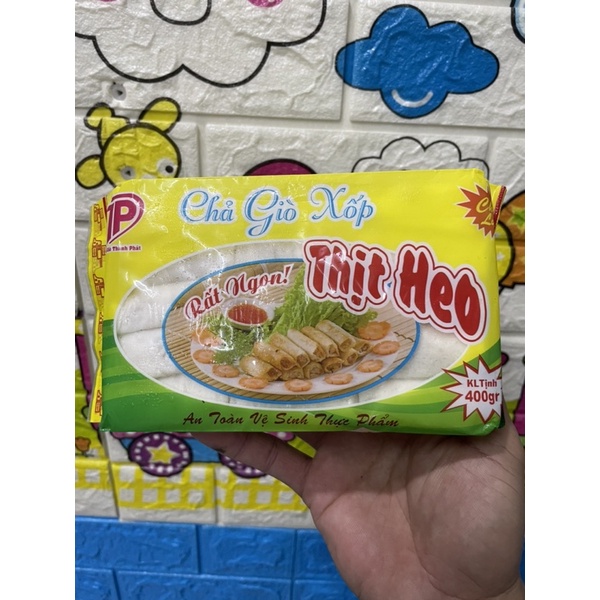 Chả Giò Xốp
Rất Ngon!
Thịt Heo
KLTịnh
400gr
An Toàn Vệ Sinh Thực Phẩm